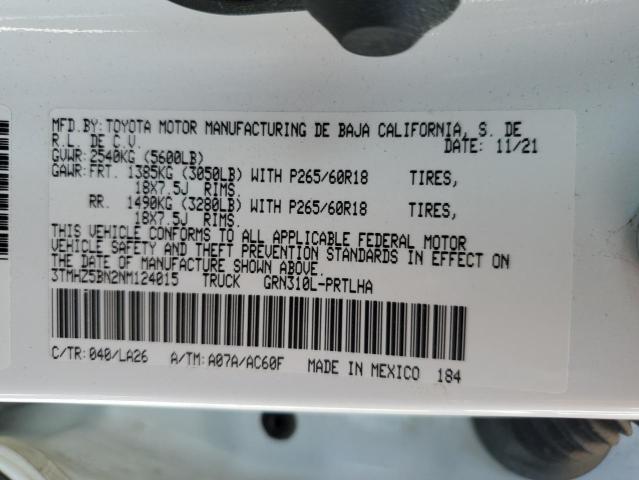 MFD.BY:TOYOTA MOTOR MANUFACTURING DE BAJA CALIFORNIA, S. DE
R.L. DE C.V. DATE: 11/21
GVWR:2540KG (5600LB)
GAWR:FRT. 1385KG (3050LB) WITH P265/60R18 TIRES,
18X7.5J RIMS.
RR. 1490KG (3280LB) WITH P265/60R18 TIRES,
18X7.5J RIMS.
THIS VEHICLE CONFORMS TO ALL APPLICABLE FEDERAL MOTOR
VEHICLE SAFETY AND THEFT PREVENTION STANDARDS IN EFFECT ON
THE DATE OF MANUFACTURE SHOWN ABOVE.
3TMHZ5BN2NM124015 TRUCK GRN310L-PRTLHA
C/TR:040/LA26 A/TM:A07A/AC60F MADE IN MEXICO 184